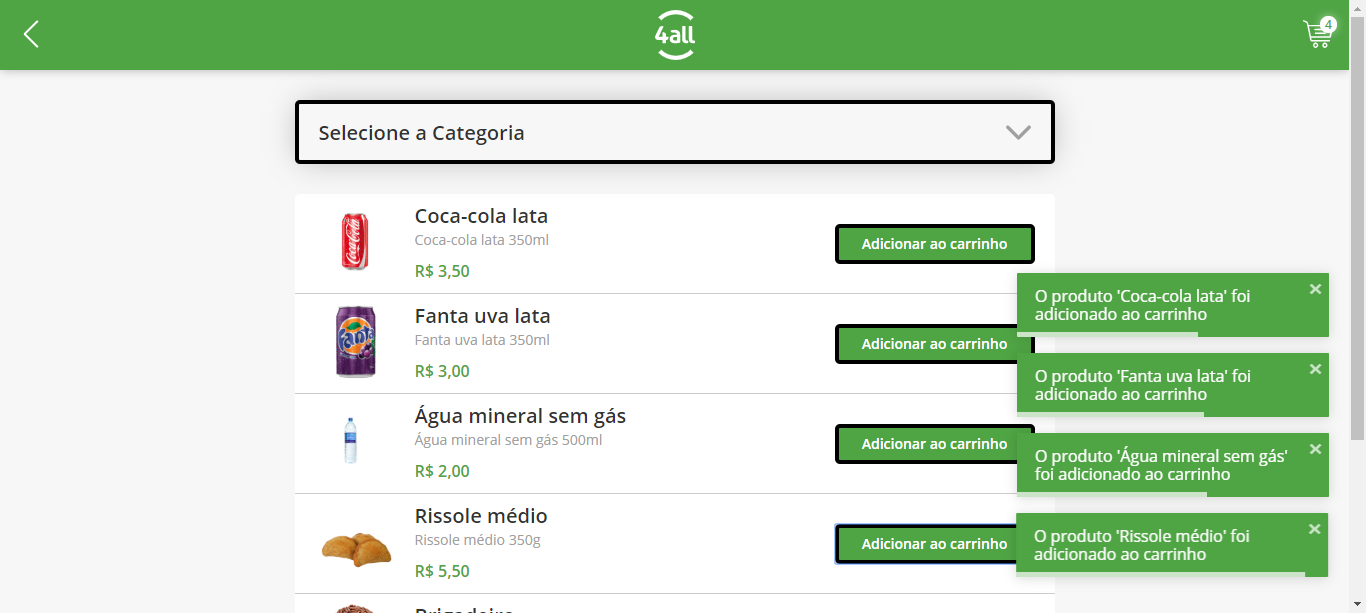 4all
4
Selecione a Categoria
Coca-cola lata
Coca-cola lata 350ml
R$ 3,50
Adicionar ao carrinho
O produto 'Coca-cola lata' foi
adicionado ao carrinho
Fanta uva lata
Fanta uva lata 350ml
R$ 3,00
Adicionar ao carrinho
O produto 'Fanta uva lata' foi
adicionado ao carrinho
Água mineral sem gás
Água mineral sem gás 500ml
R$ 2,00
Adicionar ao carrinho
O produto 'Água mineral sem gás'
foi adicionado ao carrinho
Rissole médio
Rissole médio 350g
R$ 5,50
Adicionar ao carrinho
O produto 'Rissole médio' foi
adicionado ao carrinho
Brigadeiro
Coca-Cola
Fanta